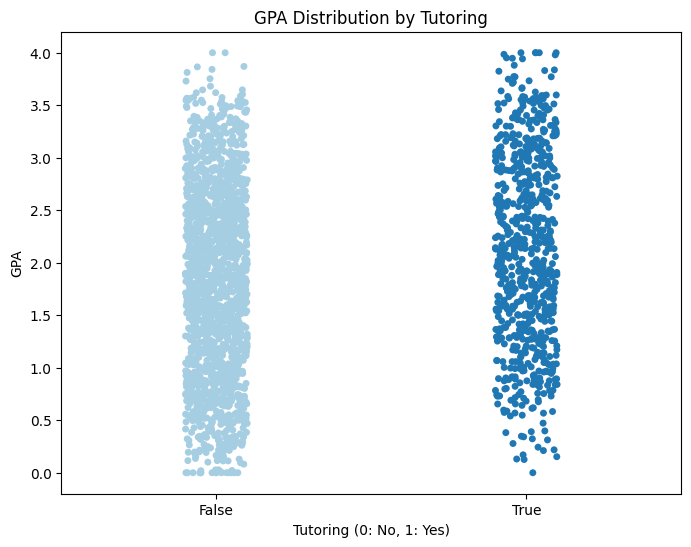 GPA Distribution by Tutoring
4.0
3.5
3.0
2.5
2.0
1.5
1.0
0.5
0.0
GPA
False
True
Tutoring (0: No, 1: Yes)